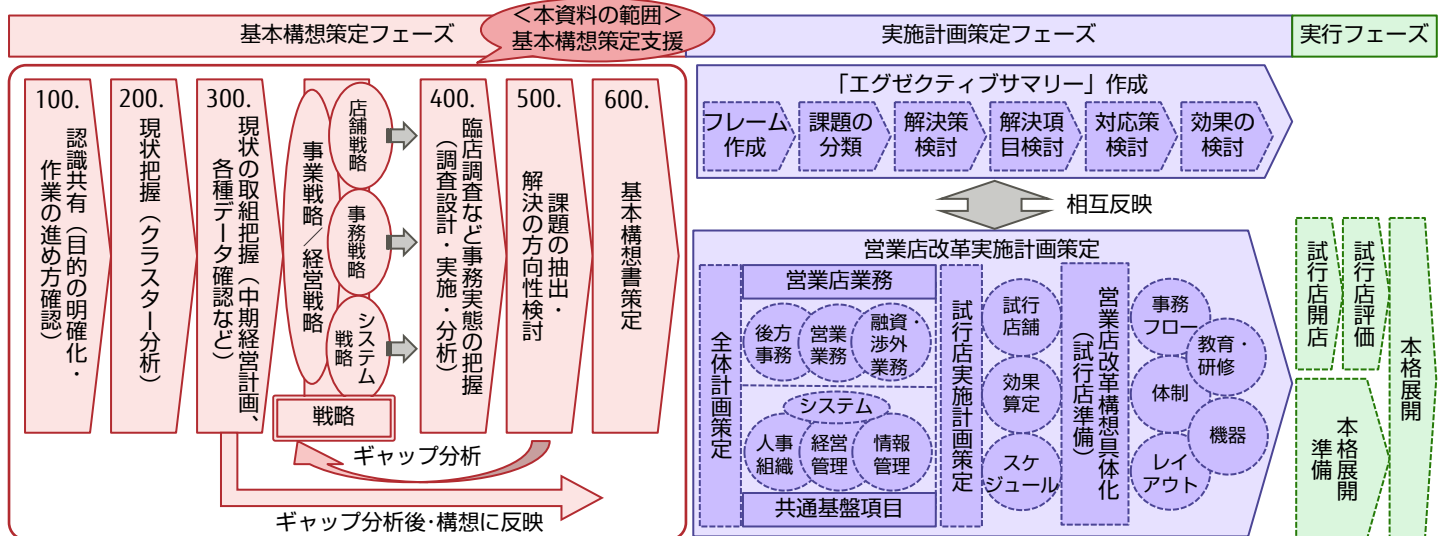 基本構想策定フェーズ
＜本資料の範囲＞
基本構想策定支援
実施計画策定フェーズ
実行フェーズ
100.
認識共有（目的の明確化・
作業の進め方確認）
200.
現状把握（クラスター分析）
300.
現状の取組把握（中期経営計画、
各種データ確認など）
事業戦略／経営戦略
店舗戦略
事務戦略
システム
戦略
戦略
400.
臨店調査など事務実態の把握
（調査設計・実施・分析）
500.
課題の抽出・
解決の方向性検討
600.
基本構想書策定
ギャップ分析
ギャップ分析後・構想に反映
「エグゼクティブサマリー」作成
フレーム
作成
課題の
分類
解決策
検討
解決項
目検討
対応策
検討
効果の
検討
相互反映
営業店改革実施計画策定
全体計画策定
営業店業務
後方
事務
営業
業務
融資・
渉外
業務
システム
人事
組織
経営
管理
情報
管理
共通基盤項目
試行店実施計画策定
試行
店舗
効果
算定
スケ
ジュール
営業店改革構想具体化
（試行店準備）
事務
フロー
教育・
研修
体制
機器
レイ
アウト
試行店開店
試行店評価
本格展開
準備
本格展開